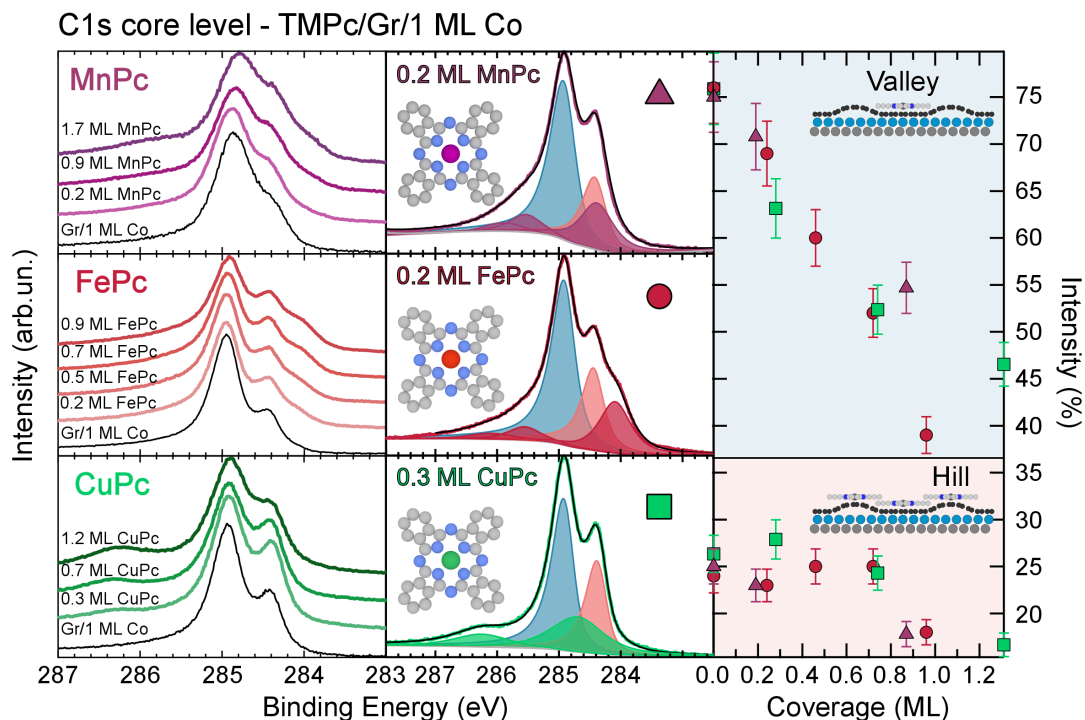 C1s core level - TMPc/Gr/1 ML Co
MnPc
1.7 ML MnPc
0.9 ML MnPc
0.2 ML MnPc
Gr/1 ML Co
FePc
0.9 ML FePc
0.7 ML FePc
0.5 ML FePc
0.2 ML FePc
Gr/1 ML Co
CuPc
1.2 ML CuPc
0.7 ML CuPc
0.3 ML CuPc
Gr/1 ML Co
0.2 ML MnPc
0.2 ML FePc
0.3 ML CuPc
Valley
75
70
65
60
55
50
45
40
Hill
35
30
25
20
Intensity (arb.un.)
Intensity (%)
287 286 285 284 283 286 285 284 0.0 0.2 0.4 0.6 0.8 1.0 1.2
Binding Energy (eV) Coverage (ML)